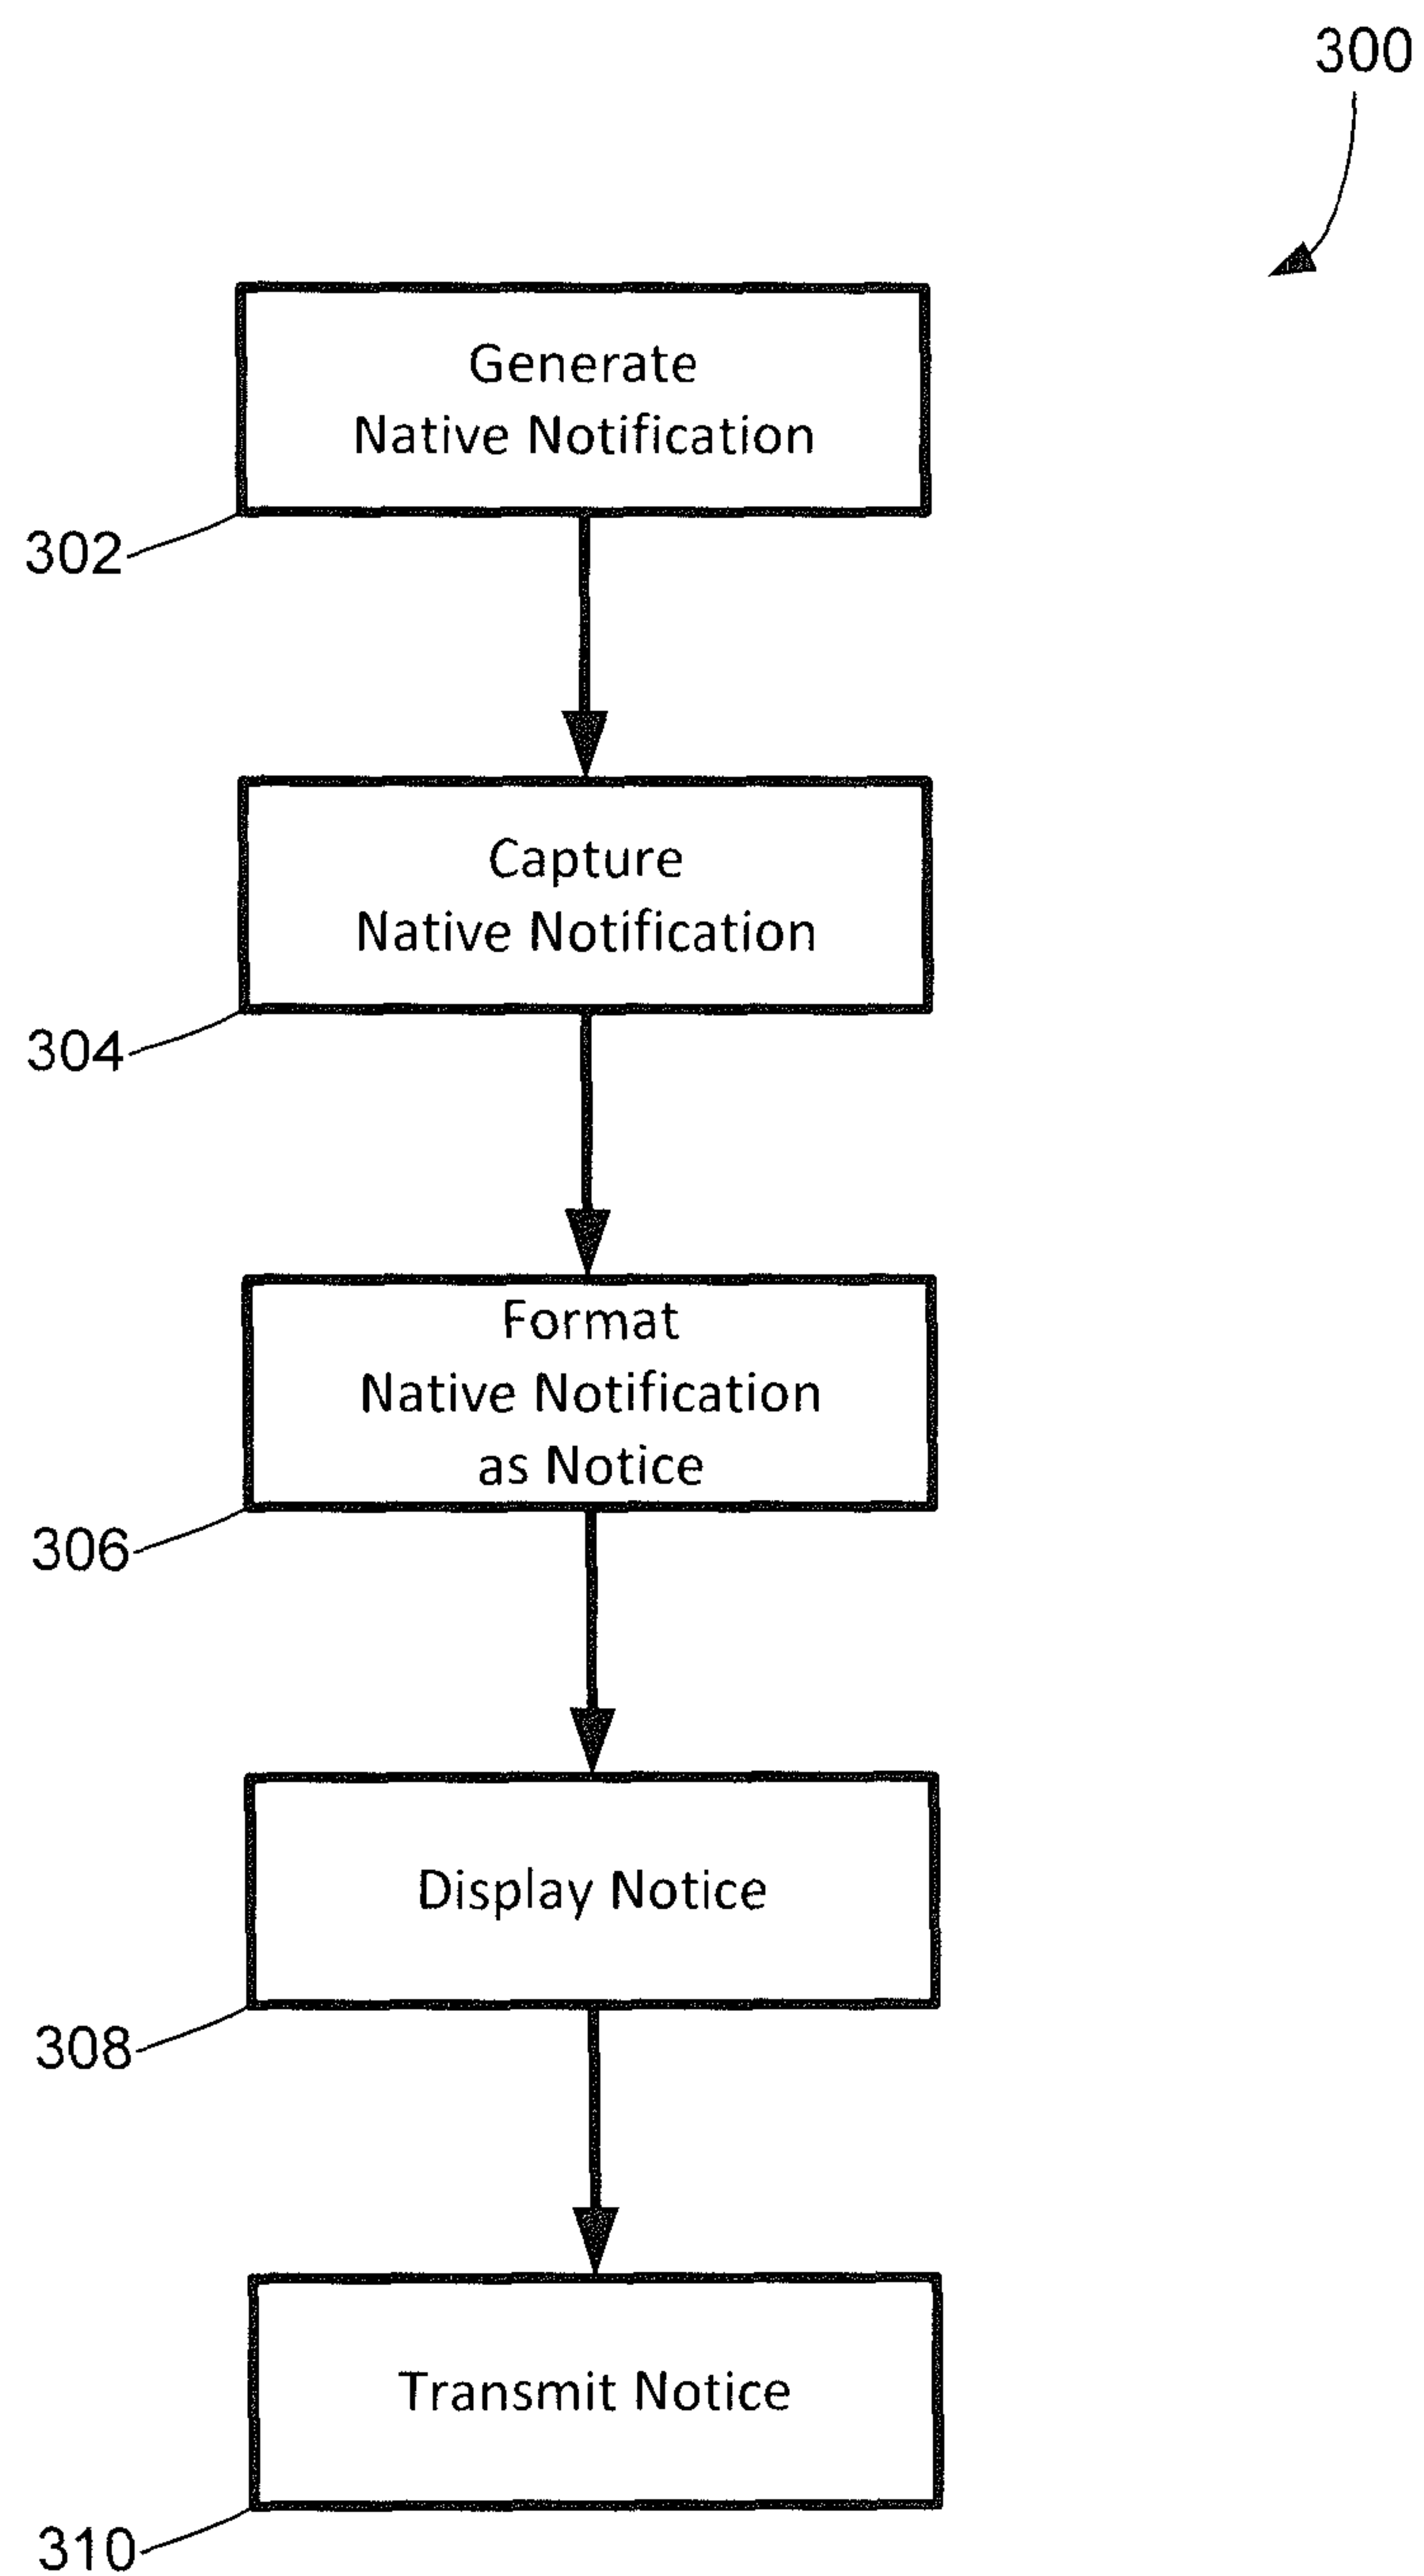 300
Generate
Native Notification
302
Capture
Native Notification
304
Format
Native Notification
as Notice
306
Display Notice
308
Transmit Notice
310